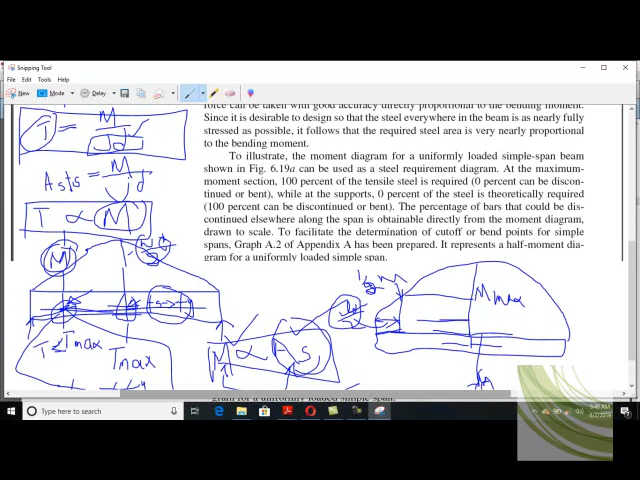 Snipping Tool
File Edit Tools Help
New Mode Delay
force can be taken with good accuracy directly proportional to the bending moment.
Since it is desirable to design so that the steel everywhere in the beam is as nearly fully
stressed as possible, it follows that the required steel area is very nearly proportional
to the bending moment.
To illustrate, the moment diagram for a uniformly loaded simple-span beam
shown in Fig. 6.19a can be used as a steel requirement diagram. At the maximum-
moment section, 100 percent of the tensile steel is required (0 percent can be discon-
tinued or bent), while at the supports, 0 percent of the steel is theoretically required
(100 percent can be discontinued or bent). The percentage of bars that could be dis-
continued elsewhere along the span is obtainable directly from the moment diagram,
drawn to scale. To facilitate the determination of cutoff or bend points for simple
spans, Graph A.2 of Appendix A has been prepared. It represents a half-moment dia-
gram for a uniformly loaded simple span.
T = M
Jd
As fs = M
d
T ∝ M
M
Mmax
T < Tmax
Tmax
M ∝
gram for a uniformly loaded simple span.
Type here to search